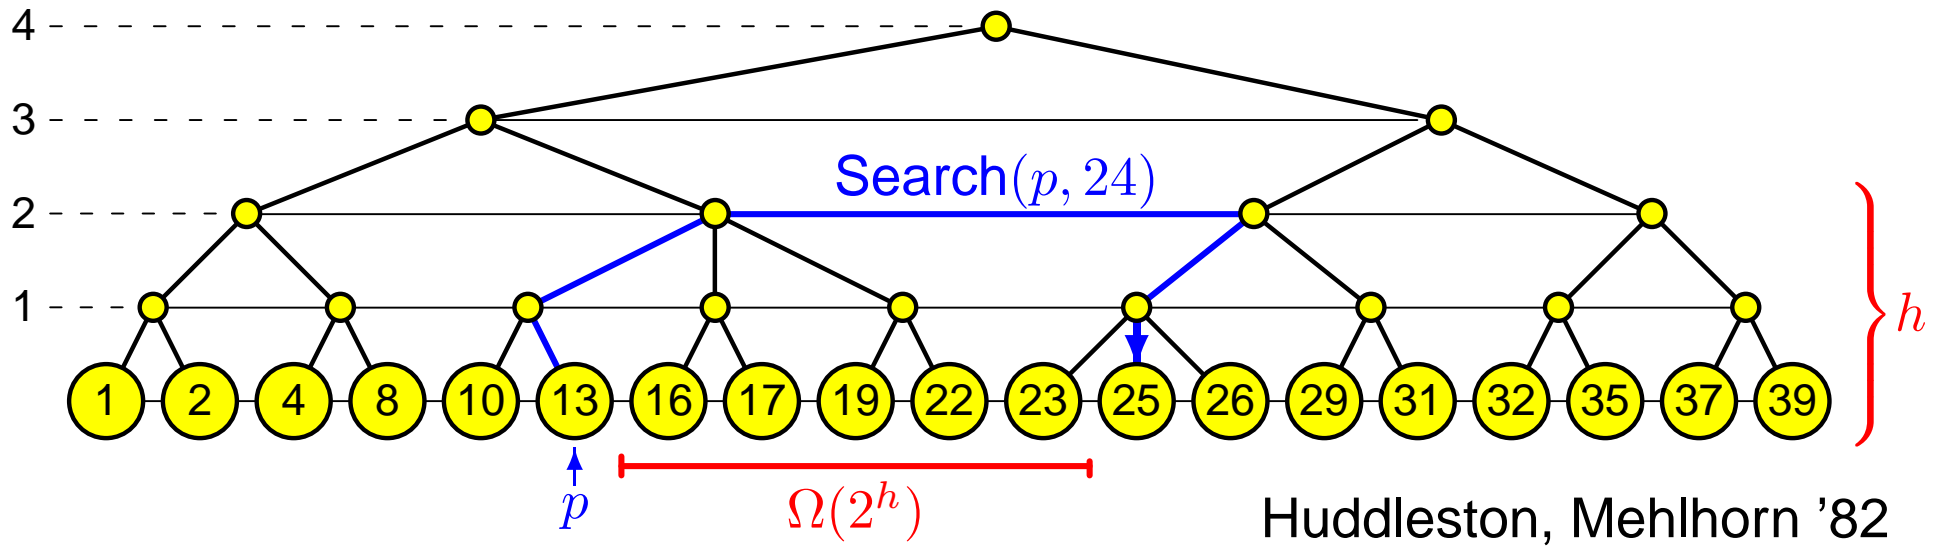 4
3
Search(p, 24)
2
1
h
1 2 4 8 10 13 16 17 19 22 23 25 26 29 31 32 35 37 39
p
Ω(2^h)
Huddleston, Mehlhorn ’82